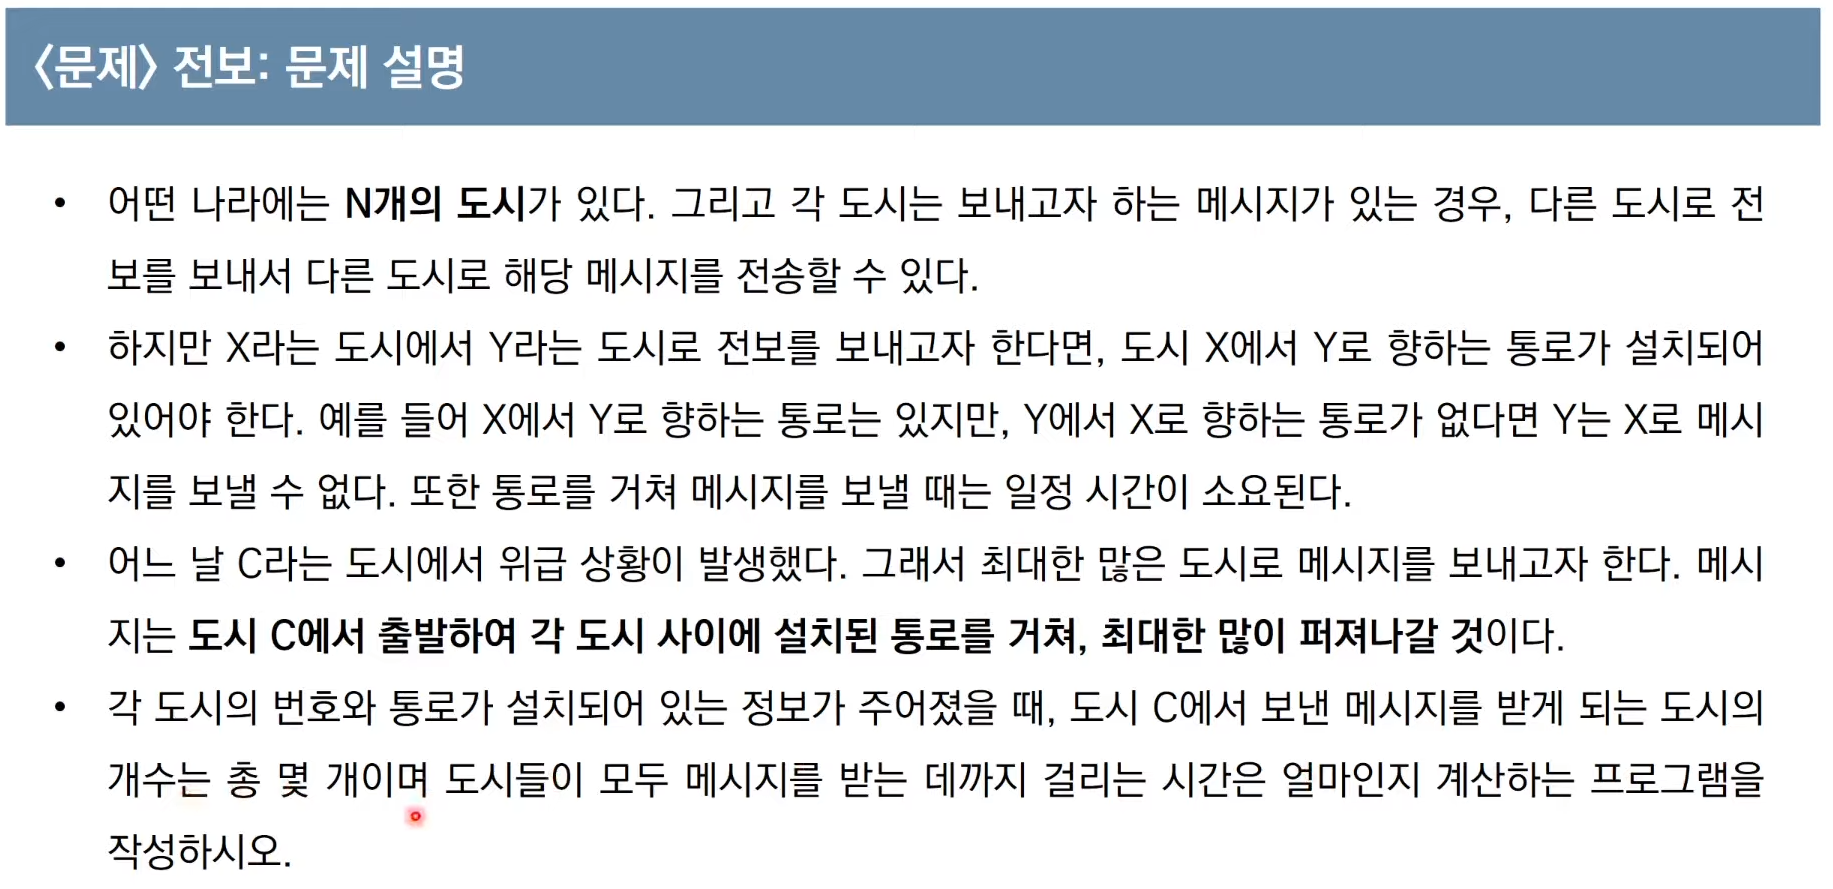 <문제> 전보: 문제 설명
• 어떤 나라에는 N개의 도시가 있다. 그리고 각 도시는 보내고자 하는 메시지가 있는 경우, 다른 도시로 전
보를 보내서 다른 도시로 해당 메시지를 전송할 수 있다.
• 하지만 X라는 도시에서 Y라는 도시로 전보를 보내고자 한다면, 도시 X에서 Y로 향하는 통로가 설치되어
있어야 한다. 예를 들어 X에서 Y로 향하는 통로는 있지만, Y에서 X로 향하는 통로가 없다면 Y는 X로 메시
지를 보낼 수 없다. 또한 통로를 거쳐 메시지를 보낼 때는 일정 시간이 소요된다.
• 어느 날 C라는 도시에서 위급 상황이 발생했다. 그래서 최대한 많은 도시로 메시지를 보내고자 한다. 메시
지는 도시 C에서 출발하여 각 도시 사이에 설치된 통로를 거쳐, 최대한 많이 퍼져나갈 것이다.
• 각 도시의 번호와 통로가 설치되어 있는 정보가 주어졌을 때, 도시 C에서 보낸 메시지를 받게 되는 도시의
개수는 총 몇 개이며 도시들이 모두 메시지를 받는 데까지 걸리는 시간은 얼마인지 계산하는 프로그램을
작성하시오.